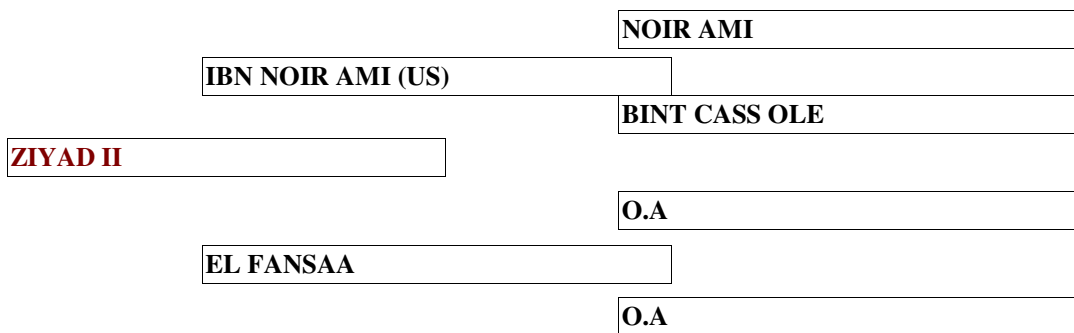 NOIR AMI
IBN NOIR AMI (US)
BINT CASS OLE
ZIYAD II
O.A
EL FANSAA
O.A